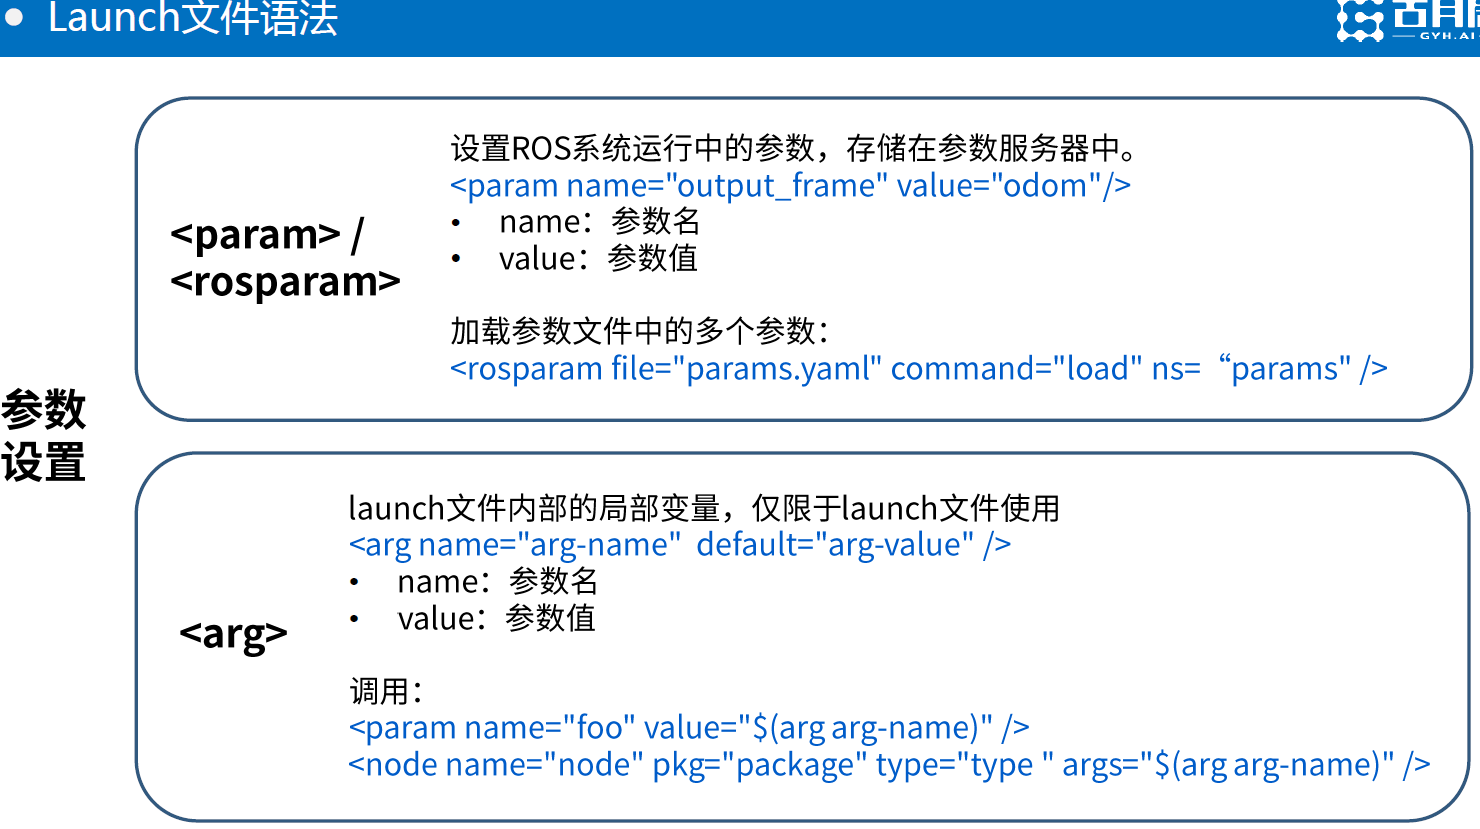 • Launch文件语法
GYH.AI
设置ROS系统运行中的参数，存储在参数服务器中。
<param name="output_frame" value="odom"/>
• name：参数名
• value：参数值
<param> /
<rosparam>
加载参数文件中的多个参数：
<rosparam file="params.yaml" command="load" ns=“params" />
参数
设置
launch文件内部的局部变量，仅限于launch文件使用
<arg name="arg-name"  default="arg-value" />
• name：参数名
• value：参数值
<arg>
调用：
<param name="foo" value="$(arg arg-name)" />
<node name="node" pkg="package" type="type " args="$(arg arg-name)" />